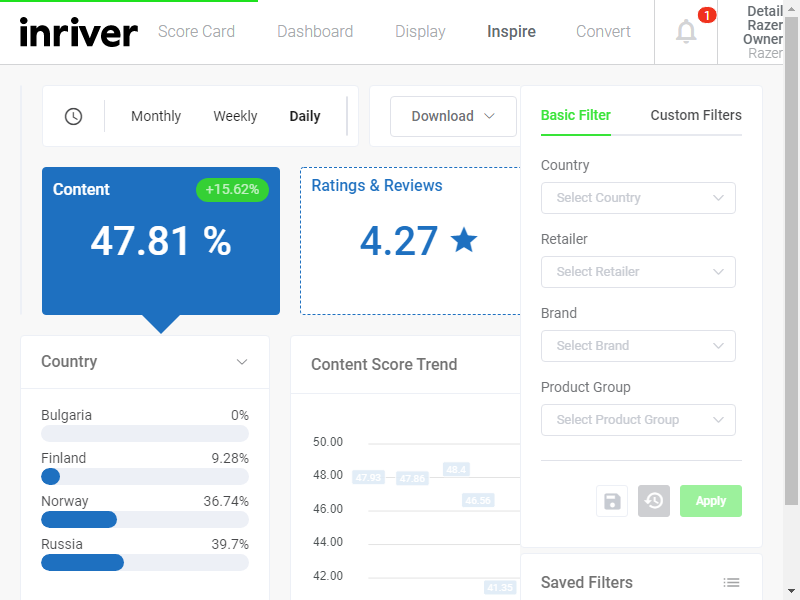 inriver
Score Card
Dashboard
Display
Inspire
Convert
1
Detail
Razer
Owner
Razer
Monthly
Weekly
Daily
Download
Basic Filter
Custom Filters
Content
+15.62%
47.81 %
Ratings & Reviews
4.27
Country
Select Country
Retailer
Select Retailer
Brand
Select Brand
Product Group
Select Product Group
Apply
Saved Filters
Country
Bulgaria 0%
Finland 9.28%
Norway 36.74%
Russia 39.7%
Content Score Trend
50.00
48.00
46.00
44.00
42.00
47.93
47.86
48.4
46.56
41.35